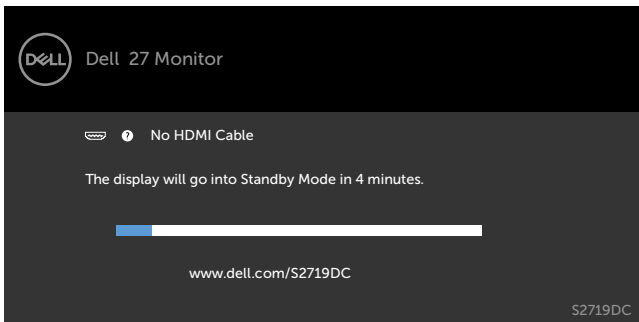 DELL
Dell 27 Monitor
? No HDMI Cable
The display will go into Standby Mode in 4 minutes.
www.dell.com/S2719DC
S2719DC